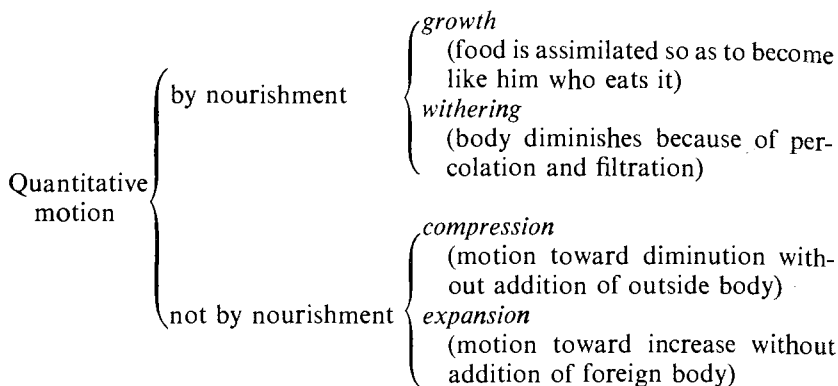 growth
(food is assimilated so as to become
like him who eats it)
by nourishment
withering
(body diminishes because of per-
colation and filtration)
Quantitative
motion
compression
(motion toward diminution with-
out addition of outside body)
not by nourishment
expansion
(motion toward increase without
addition of foreign body)